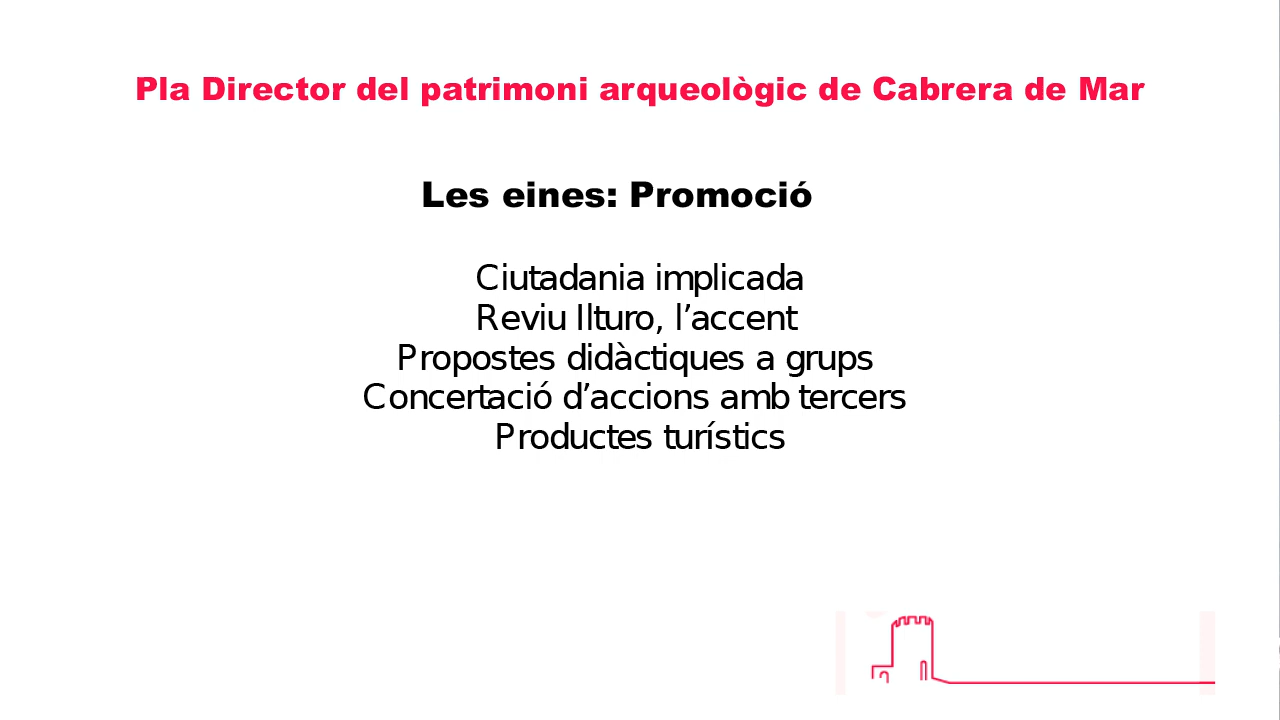 Pla Director del patrimoni arqueològic de Cabrera de Mar
Les eines: Promoció
Ciutadania implicada
Reviu Ilturo, l’accent
Propostes didàctiques a grups
Concertació d’accions amb tercers
Productes turístics